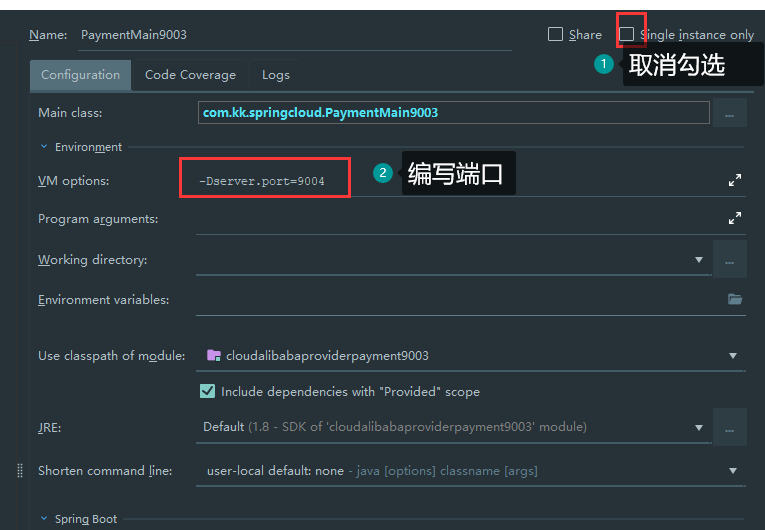 Name: PaymentMain9003 Share Single instance only
1 取消勾选
Configuration Code Coverage Logs
Main class: com.kk.springcloud.PaymentMain9003 ...
Environment
VM options: -Dserver.port=9004 2 编写端口
Program arguments:
Working directory: ...
Environment variables:
Use classpath of module: cloudalibabaproviderpayment9003
Include dependencies with "Provided" scope
JRE: Default (1.8 - SDK of 'cloudalibabaproviderpayment9003' module) ...
Shorten command line: user-local default: none - java [options] classname [args]
Spring Boot